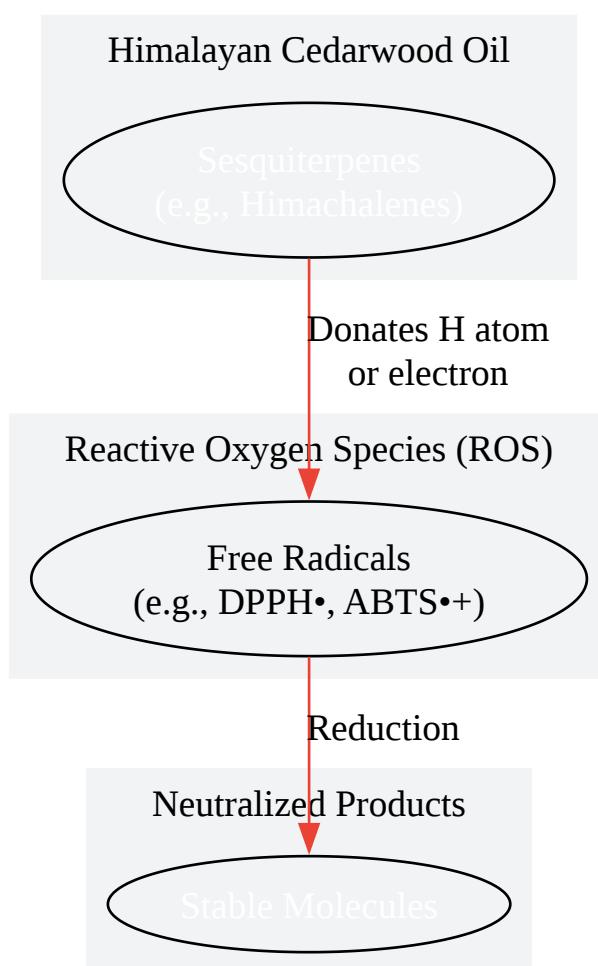 Himalayan Cedarwood Oil
Sesquiterpenes
(e.g., Himachalenes)
Donates H atom
or electron
Reactive Oxygen Species (ROS)
Free Radicals
(e.g., DPPH•, ABTS•+)
Reduction
Neutralized Products
Stable Molecules